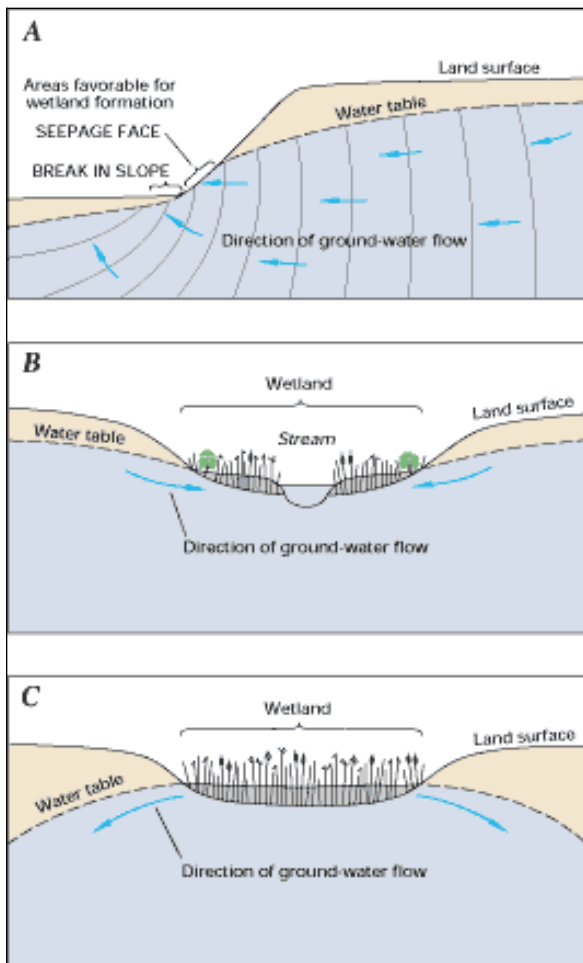 A
Areas favorable for
wetland formation
SEEPAGE FACE
BREAK IN SLOPE
Land surface
Water table
Direction of ground-water flow
B
Wetland
Stream
Land surface
Water table
Direction of ground-water flow
C
Wetland
Land surface
Water table
Direction of ground-water flow